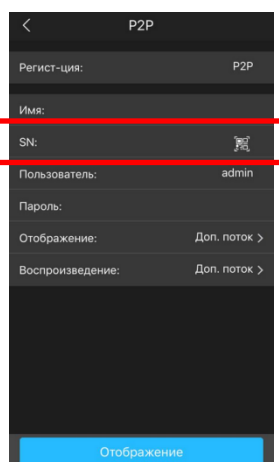 P2P
Регист-ция: P2P
Имя:
SN:
Пользователь: admin
Пароль:
Отображение: Доп. поток
Воспроизведение: Доп. поток
Отображение